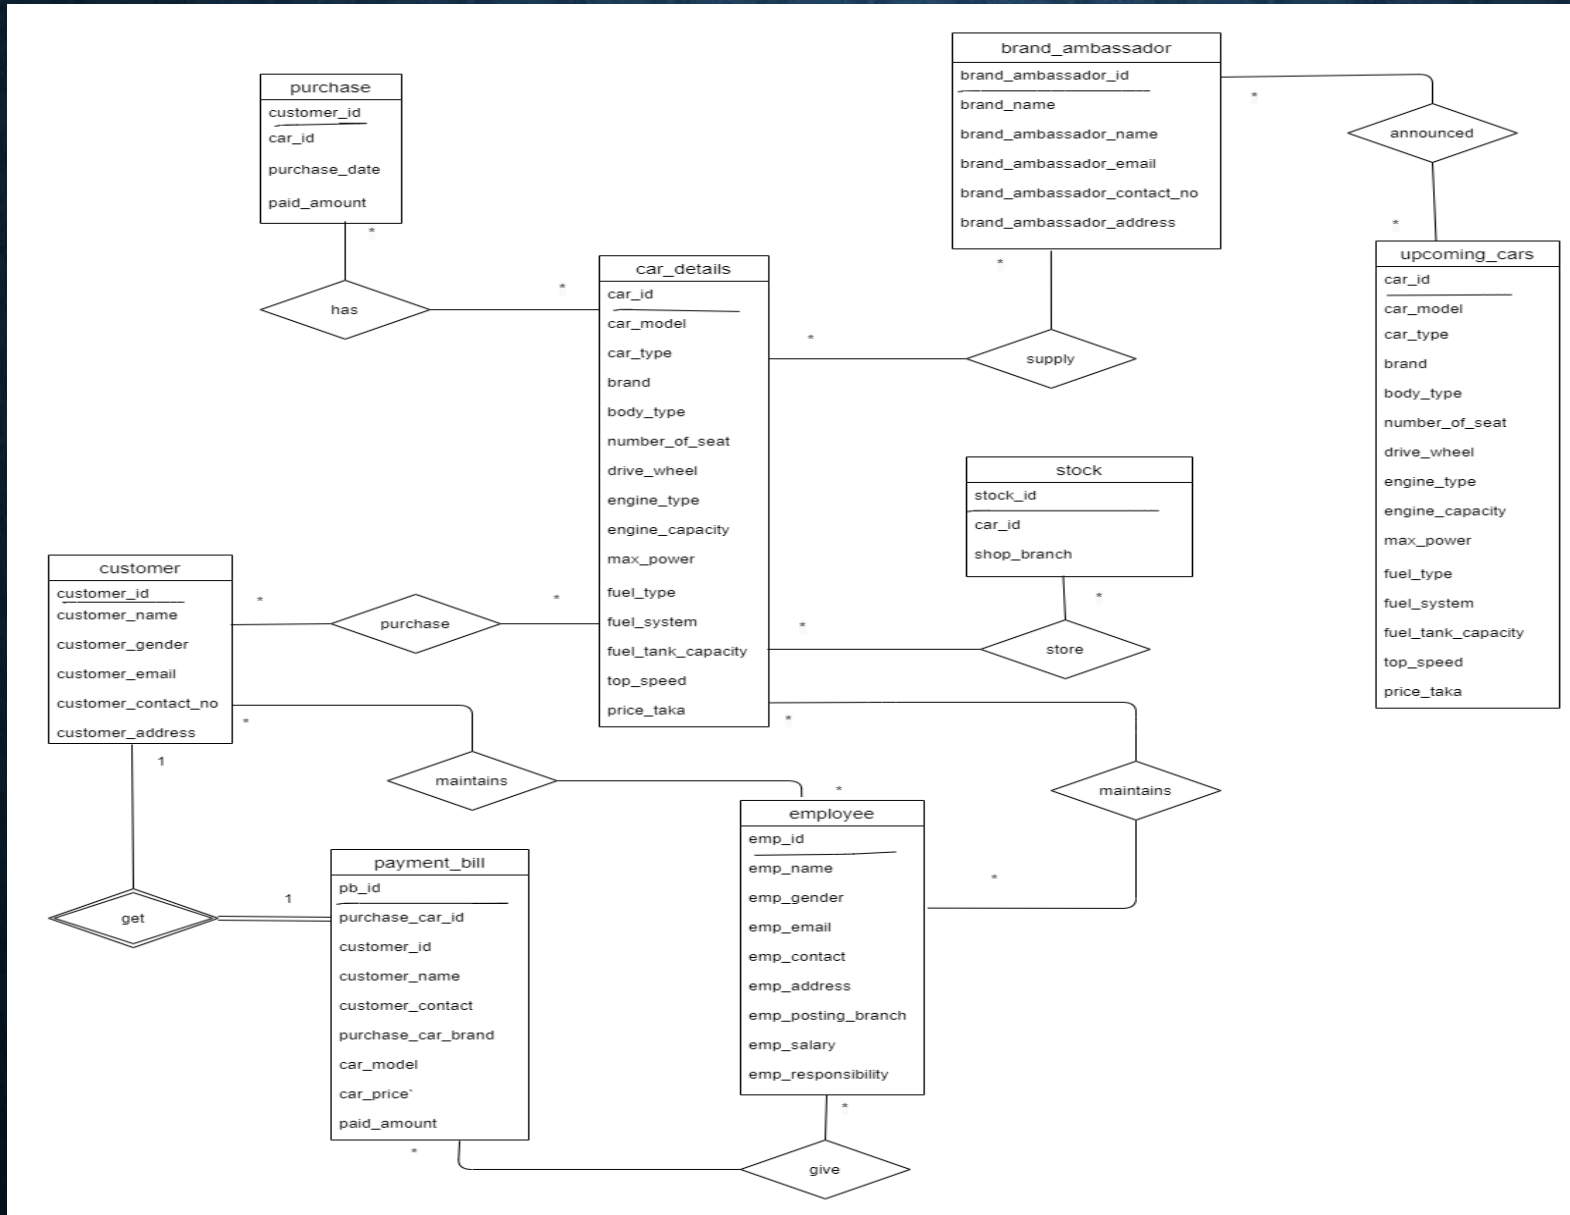 purchase
customer_id
car_id
purchase_date
paid_amount
*
has
*
car_details
car_id
car_model
car_type
brand
body_type
number_of_seat
drive_wheel
engine_type
engine_capacity
max_power
fuel_type
fuel_system
fuel_tank_capacity
top_speed
price_taka
brand_ambassador
brand_ambassador_id
brand_name
brand_ambassador_name
brand_ambassador_email
brand_ambassador_contact_no
brand_ambassador_address
*
announced
*
upcoming_cars
car_id
car_model
car_type
brand
body_type
number_of_seat
drive_wheel
engine_type
engine_capacity
max_power
fuel_type
fuel_system
fuel_tank_capacity
top_speed
price_taka
*
*
supply
stock
stock_id
car_id
shop_branch
*
*
store
customer
customer_id
customer_name
customer_gender
customer_email
customer_contact_no
customer_address
*
purchase
*
*
maintains
*
*
maintains
*
employee
emp_id
emp_name
emp_gender
emp_email
emp_contact
emp_address
emp_posting_branch
emp_salary
emp_responsibility
1
get
1
payment_bill
pb_id
purchase_car_id
customer_id
customer_name
customer_contact
purchase_car_brand
car_model
car_price`
paid_amount
*
give
*